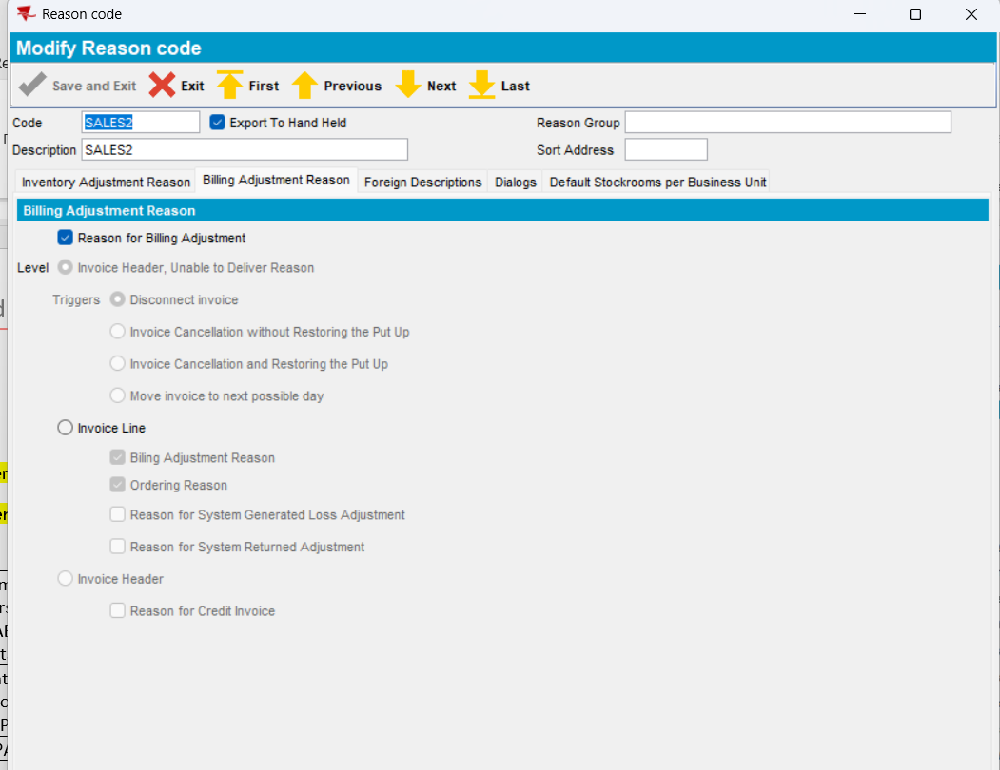 Reason code
Modify Reason code
Save and Exit Exit First Previous Next Last
Code SALES2 Export To Hand Held Reason Group
Description SALES2 Sort Address
Inventory Adjustment Reason Billing Adjustment Reason Foreign Descriptions Dialogs Default Stockrooms per Business Unit
Billing Adjustment Reason
Reason for Billing Adjustment
Level Invoice Header, Unable to Deliver Reason
Triggers Disconnect invoice
Invoice Cancellation without Restoring the Put Up
Invoice Cancellation and Restoring the Put Up
Move invoice to next possible day
Invoice Line
Biling Adjustment Reason
Ordering Reason
Reason for System Generated Loss Adjustment
Reason for System Returned Adjustment
Invoice Header
Reason for Credit Invoice